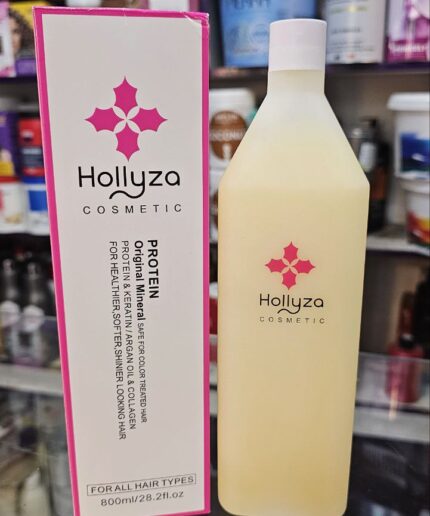 Hollyza
COSMETIC
PROTEIN
Original Mineral SAFE FOR COLOR TREATED HAIR
PROTEIN & KERATIN / ARGAN OIL & COLLAGEN
FOR HEALTHIER,SOFTER,SHINIER LOOKING HAIR
FOR ALL HAIR TYPES
800ml/28.2fl.oz
Hollyza
COSMETIC